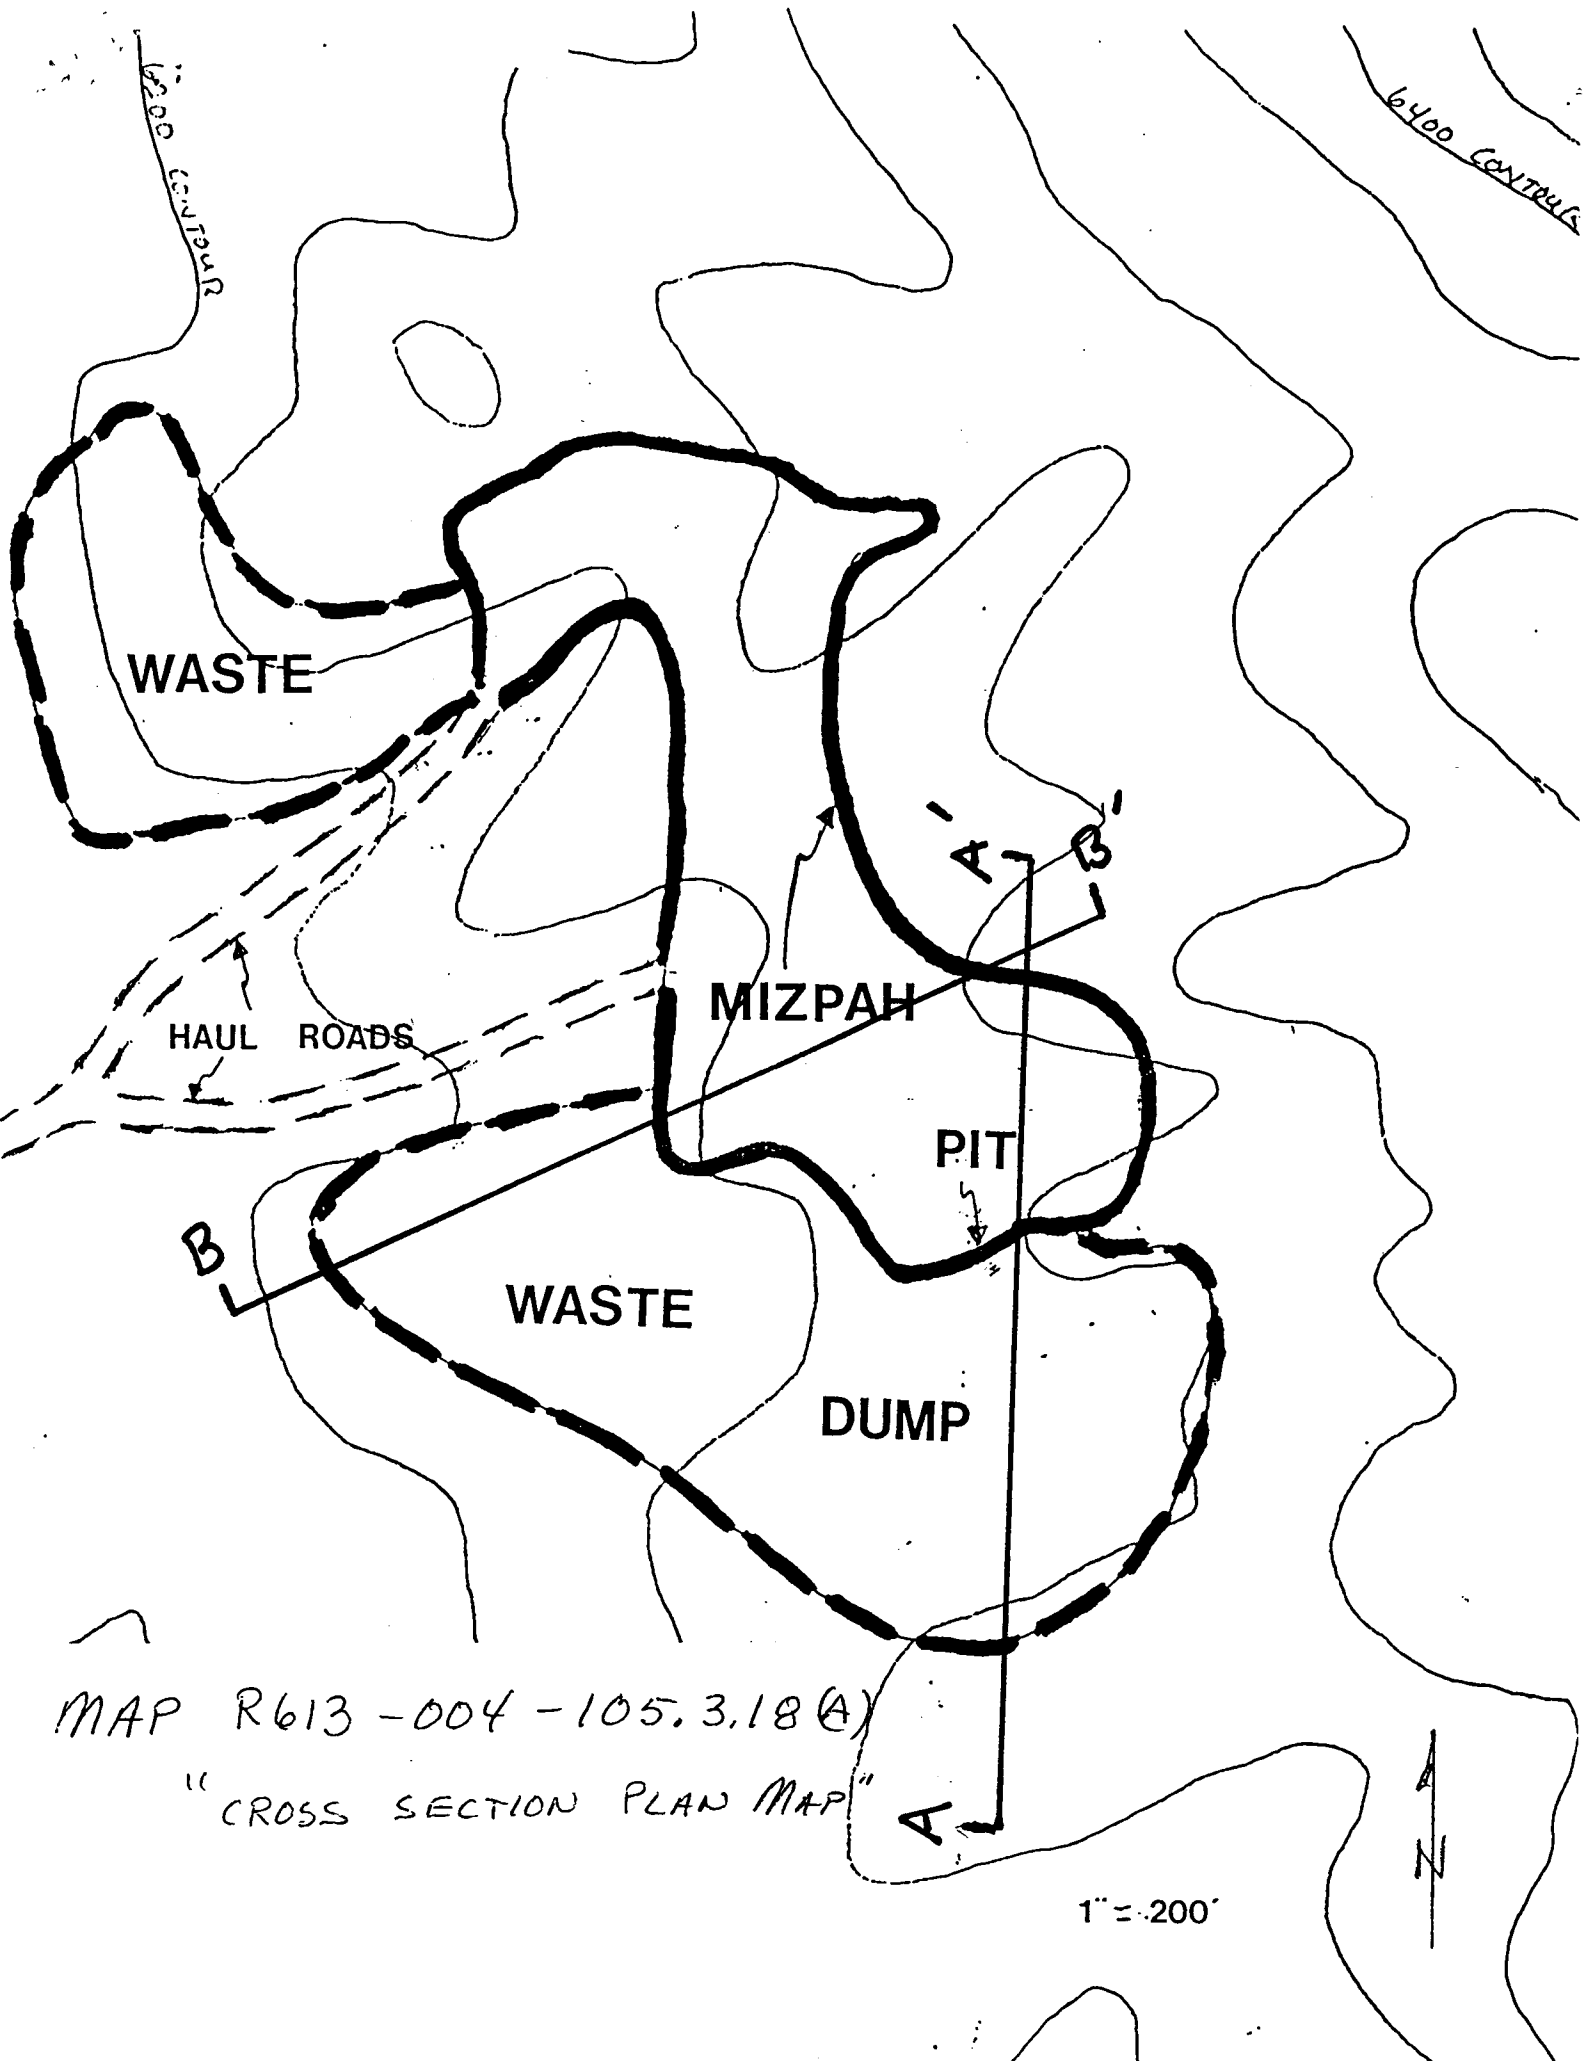 6200 CONTOUR
6400 CONTOUR
WASTE
A'
B'
MIZPAH
HAUL ROADS
PIT
B
WASTE
DUMP
MAP R613-004-105.3.18(A)
"CROSS SECTION PLAN MAP"
A
N
1" = 200'